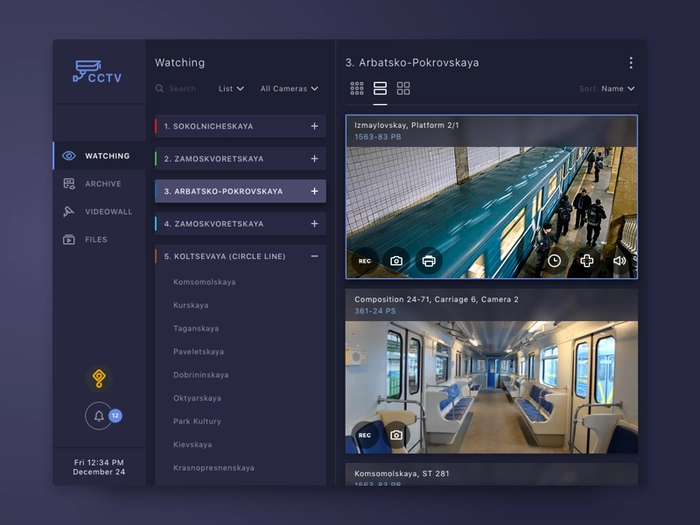 CCTV
WATCHING
ARCHIVE
VIDEOWALL
FILES
12
Fri 12:34 PM
December 24
Watching
Search
List
All Cameras
1. SOKOLNICHESKAYA
2. ZAMOSKVORETSKAYA
3. ARBATSKO-POKROVSKAYA
4. ZAMOSKVORETSKAYA
5. KOLTSEVAYA (CIRCLE LINE)
Komsomolskaya
Kurskaya
Taganskaya
Paveletskaya
Dobrininskaya
Oktyarskaya
Park Kultury
Kievskaya
Krasnopresnenskaya
3. Arbatsko-Pokrovskaya
Sort: Name
Izmaylovskay, Platform 2/1
1563-83 PB
REC
Composition 24-71, Carriage 6, Camera 2
361-24 PS
REC
Komsomolskaya, ST 281
1563-83 PB